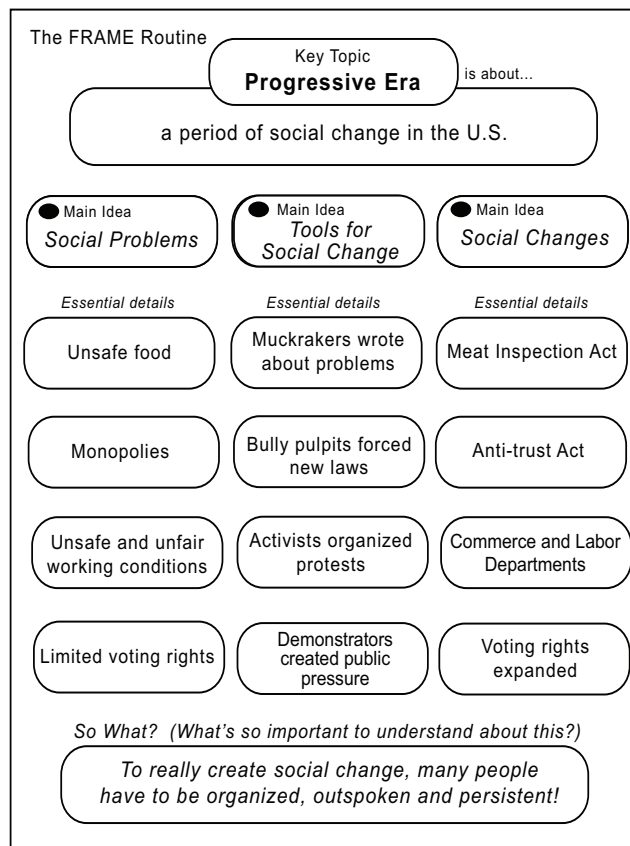 The FRAME Routine
Key Topic
Progressive Era
is about...
a period of social change in the U.S.
Main Idea
Social Problems
Main Idea
Tools for
Social Change
Main Idea
Social Changes
Essential details
Essential details
Essential details
Unsafe food
Muckrakers wrote
about problems
Meat Inspection Act
Monopolies
Bully pulpits forced
new laws
Anti-trust Act
Unsafe and unfair
working conditions
Activists organized
protests
Commerce and Labor
Departments
Limited voting rights
Demonstrators
created public
pressure
Voting rights
expanded
So What? (What's so important to understand about this?)
To really create social change, many people
have to be organized, outspoken and persistent!